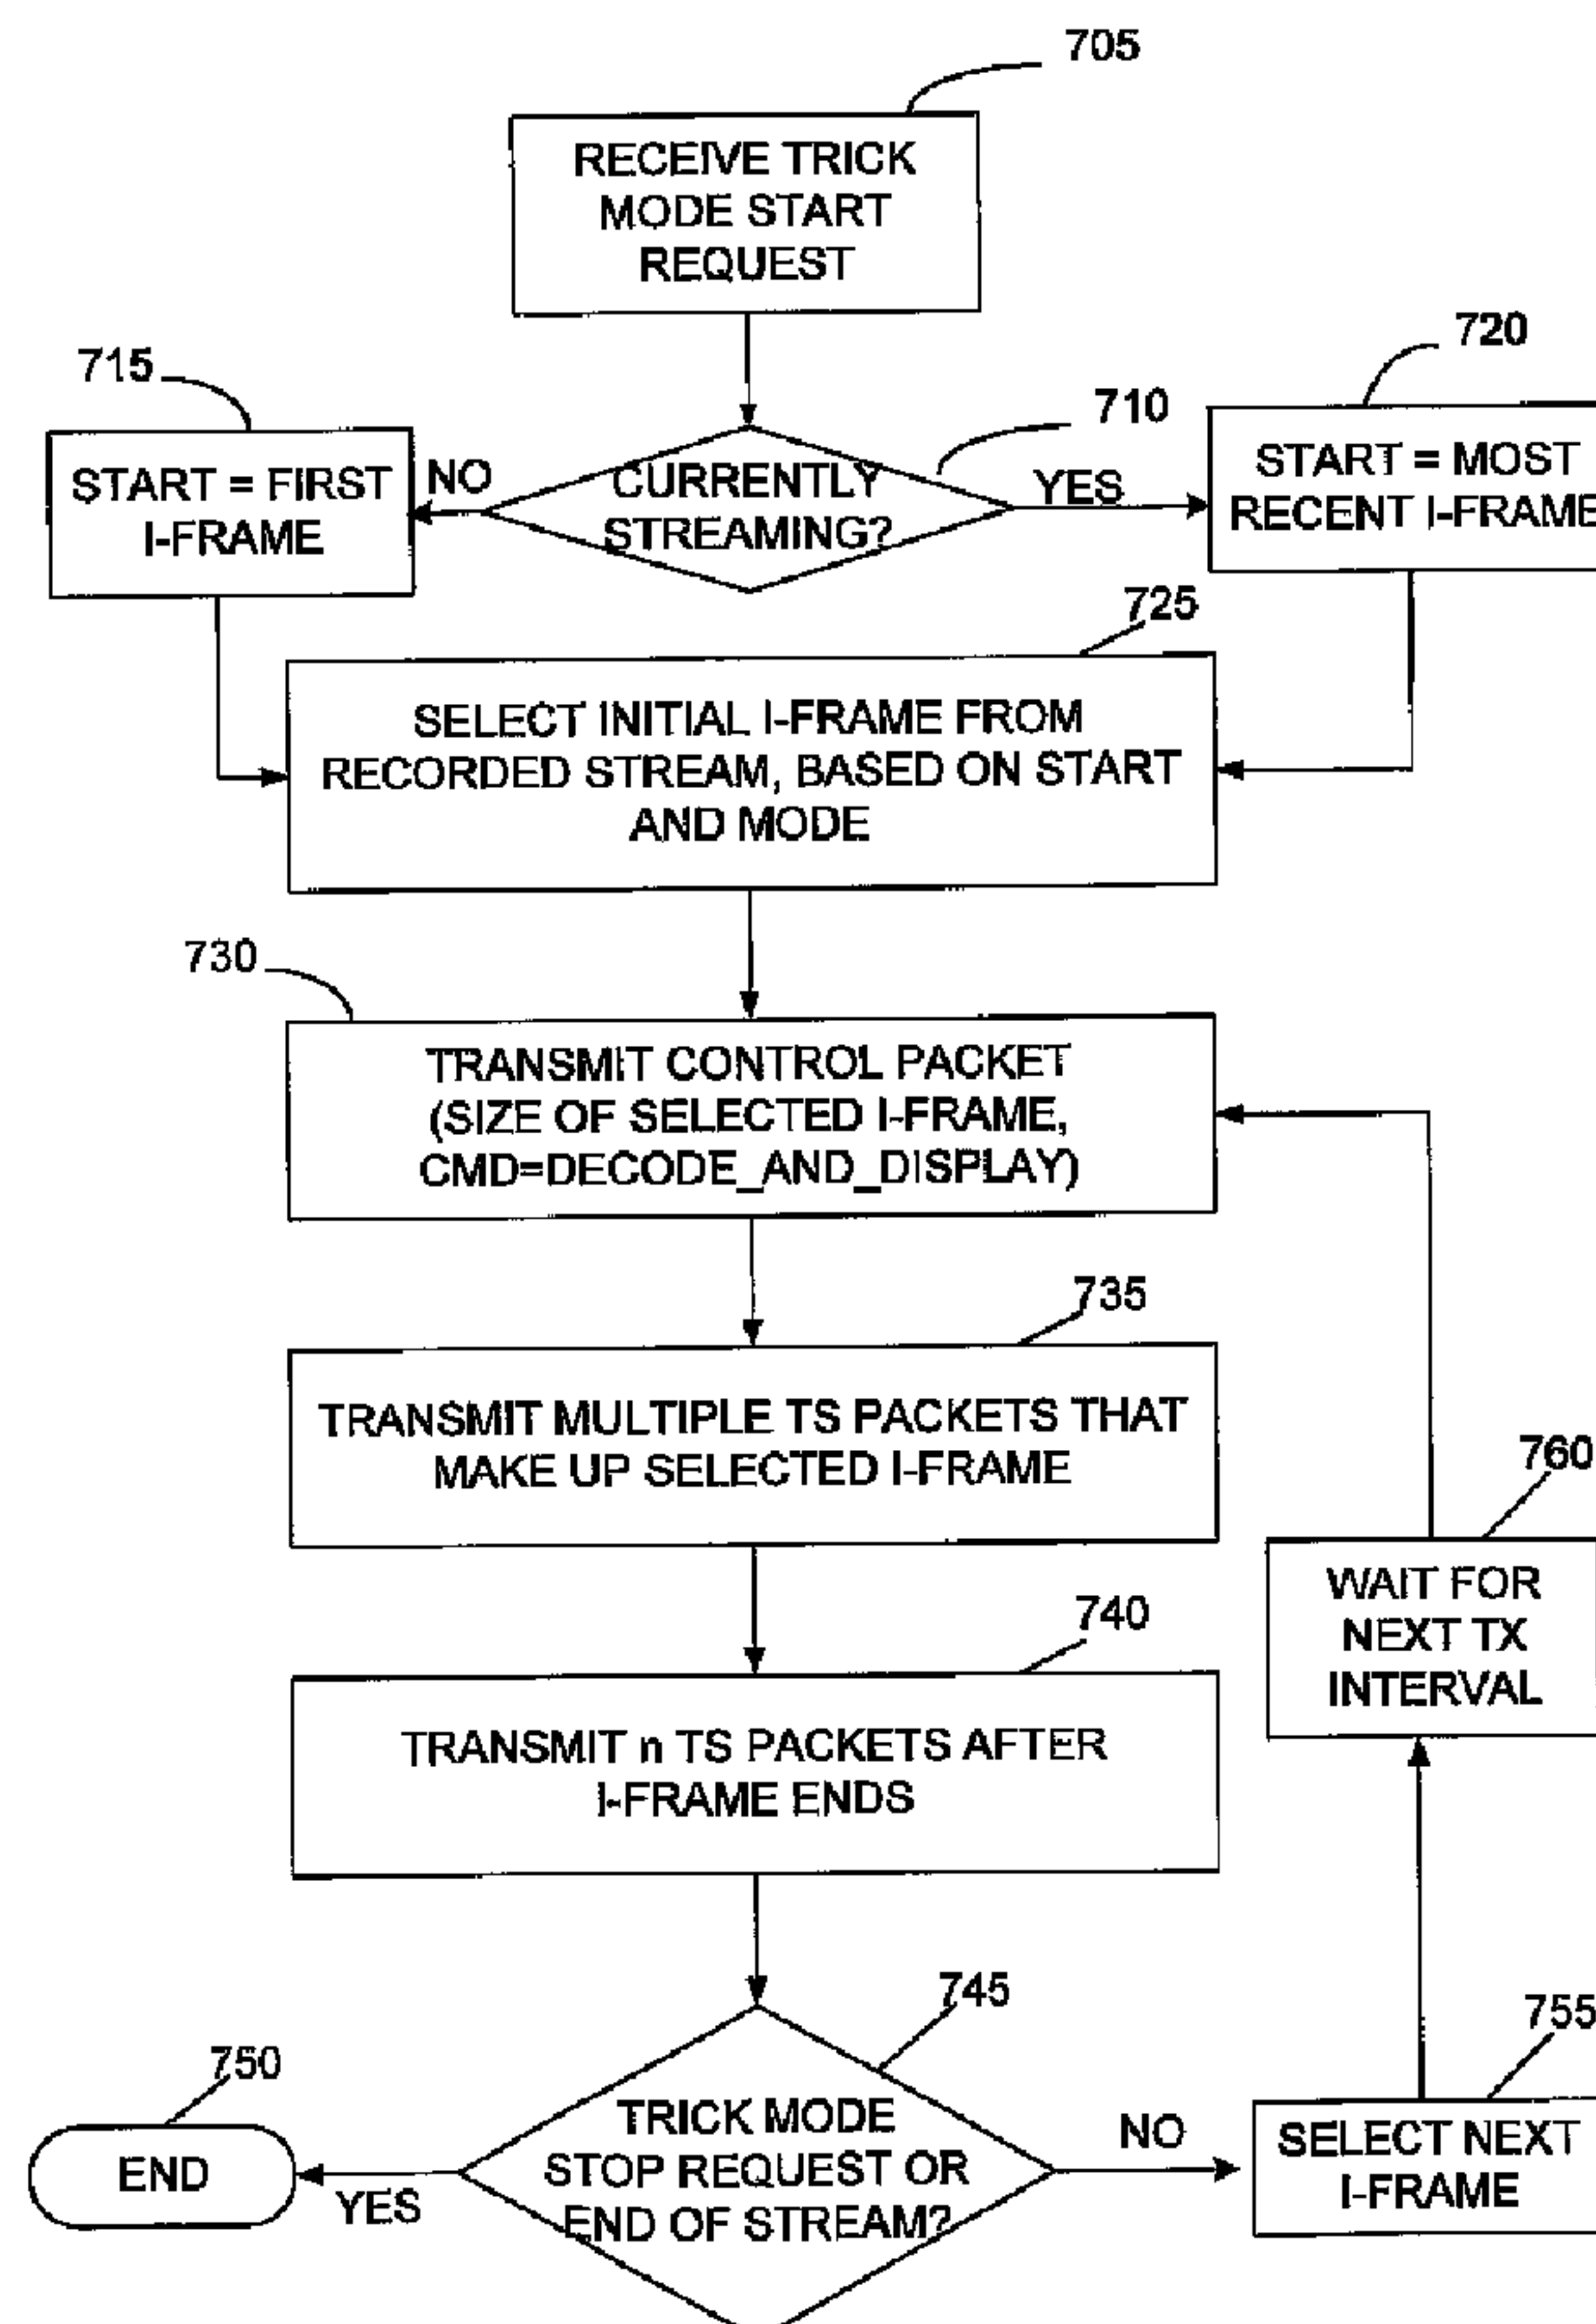 705
RECEIVE TRICK
MODE START
REQUEST
715
720
710
START = FIRST
I-FRAME
NO
CURRENTLY
STREAMING?
YES
START = MOST
RECENT I-FRAME
725
SELECT INITIAL I-FRAME FROM
RECORDED STREAM, BASED ON START
AND MODE
730
TRANSMIT CONTROL PACKET
(SIZE OF SELECTED I-FRAME,
CMD=DECODE_AND_DISPLAY)
735
TRANSMIT MULTIPLE TS PACKETS THAT
MAKE UP SELECTED I-FRAME
760
WAIT FOR
NEXT TX
INTERVAL
740
TRANSMIT n TS PACKETS AFTER
I-FRAME ENDS
745
755
750
END
YES
TRICK MODE
STOP REQUEST OR
END OF STREAM?
NO
SELECT NEXT
I-FRAME